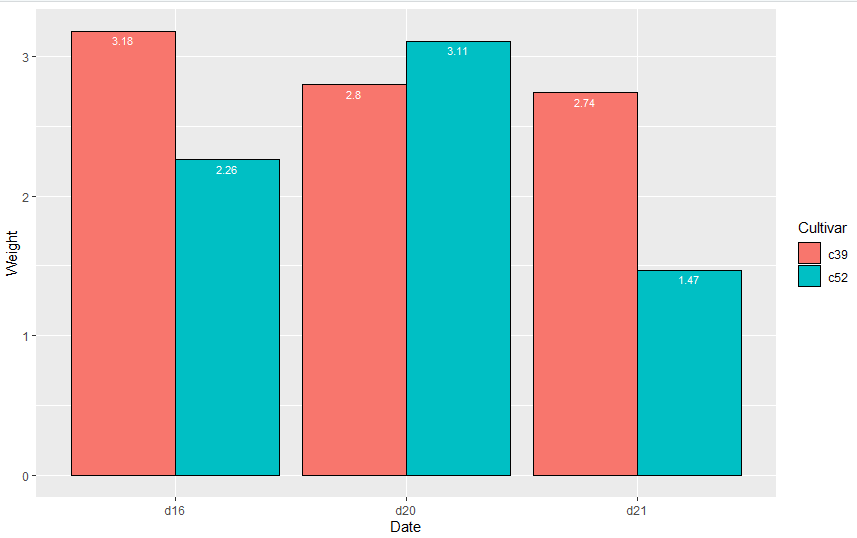 3.18
2.26
2.8
3.11
2.74
1.47
3
2
1
0
Weight
d16
d20
d21
Date
Cultivar
c39
c52